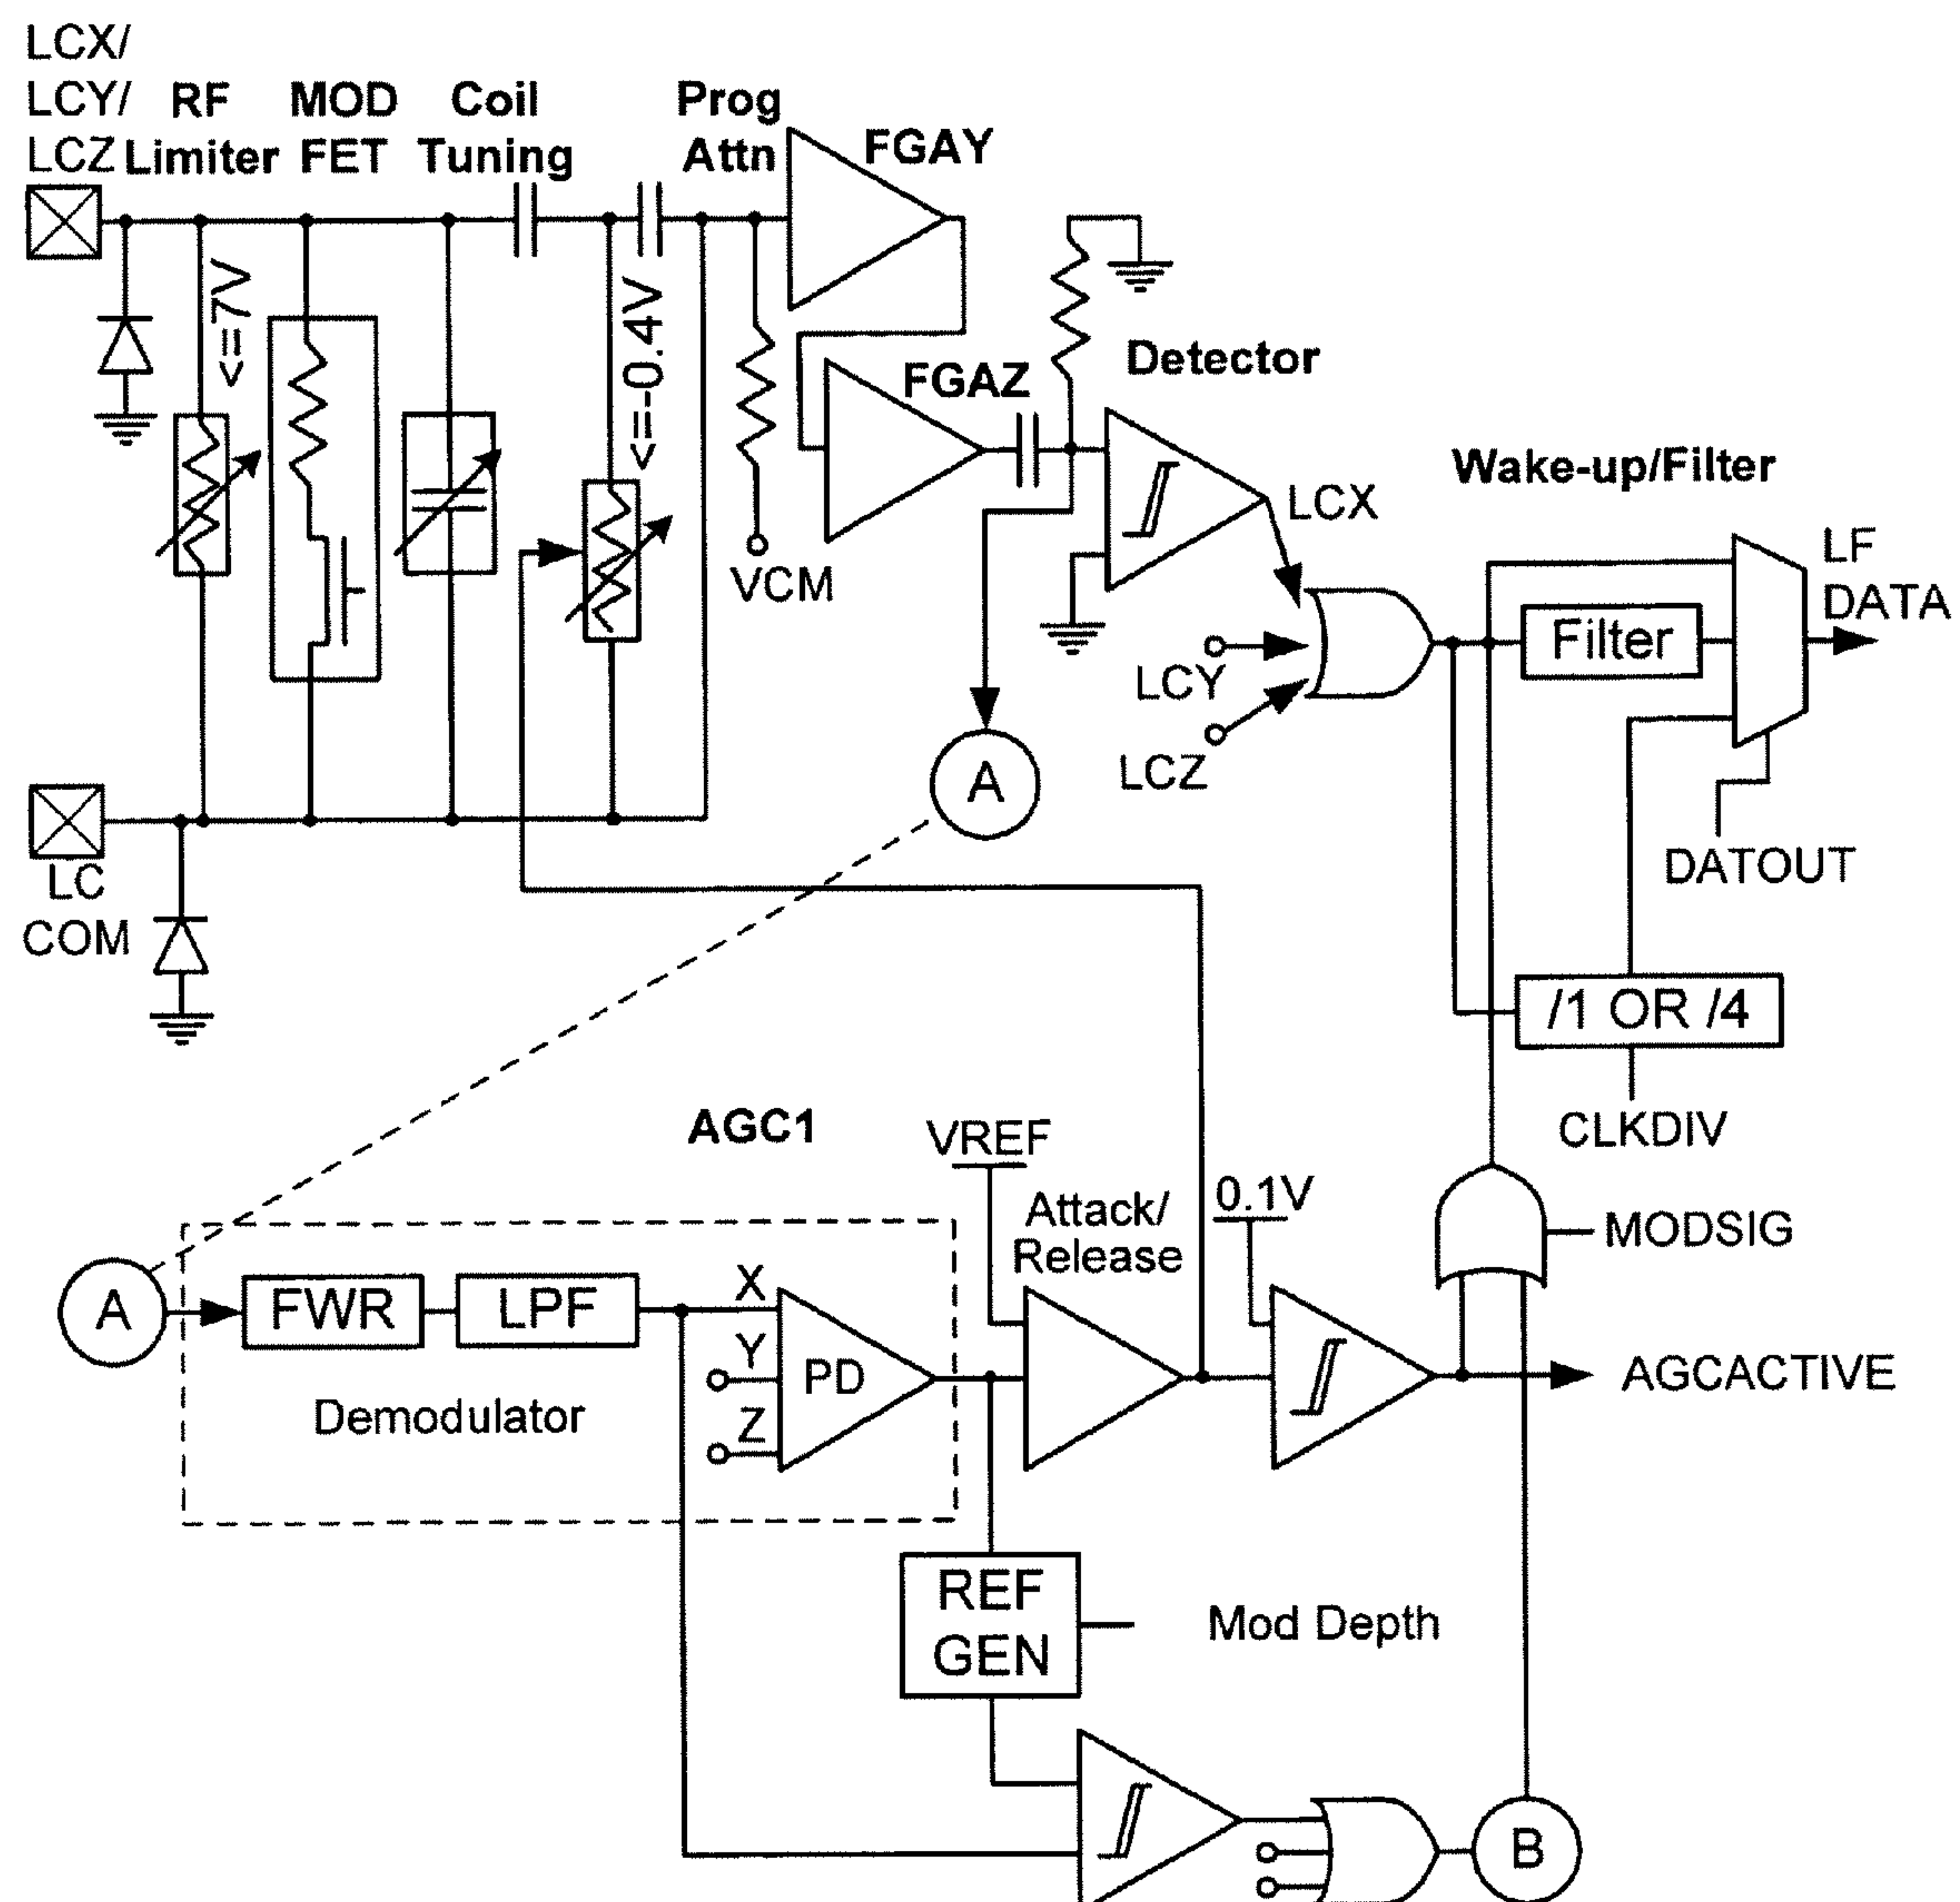 LCX/
LCY/
LCZ
RF
Limiter
MOD
FET
Coil
Tuning
Prog
Attn
FGAY
<=7V
<=-0.4V
VCM
FGAZ
Detector
LCX
LCY
LCZ
Wake-up/Filter
Filter
LF
DATA
DATOUT
/1 OR /4
CLKDIV
LC
COM
A
AGC1
VREF
Attack/
Release
0.1V
MODSIG
A
FWR
LPF
X
Y
Z
PD
Demodulator
AGCACTIVE
REF
GEN
Mod Depth
B